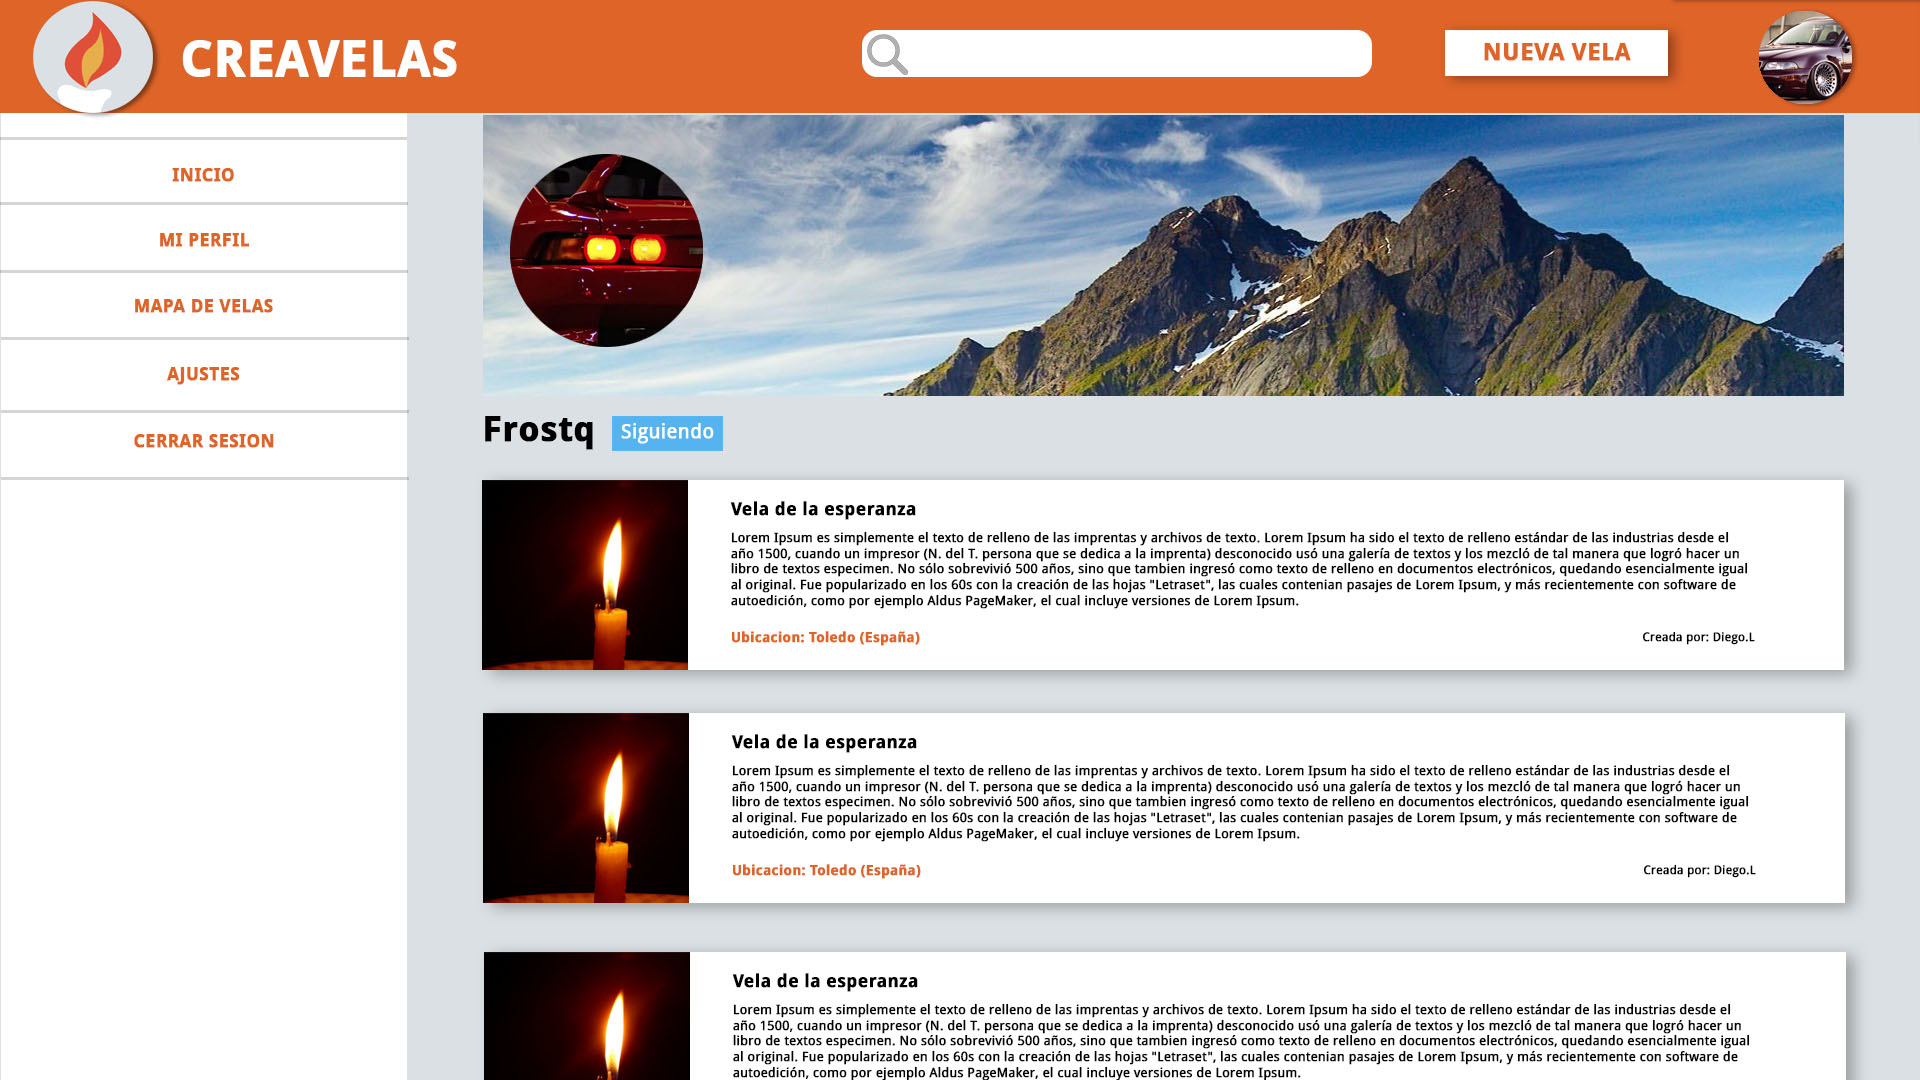 CREAVELAS
NUEVA VELA
INICIO
MI PERFIL
MAPA DE VELAS
AJUSTES
CERRAR SESION
Frostq
Siguiendo
Vela de la esperanza
Lorem Ipsum es simplemente el texto de relleno de las imprentas y archivos de texto. Lorem Ipsum ha sido el texto de relleno estándar de las industrias desde el
año 1500, cuando un impresor (N. del T. persona que se dedica a la imprenta) desconocido usó una galería de textos y los mezcló de tal manera que logró hacer un
libro de textos especimen. No sólo sobrevivió 500 años, sino que tambien ingresó como texto de relleno en documentos electrónicos, quedando esencialmente igual
al original. Fue popularizado en los 60s con la creación de las hojas "Letraset", las cuales contenian pasajes de Lorem Ipsum, y más recientemente con software de
autoedición, como por ejemplo Aldus PageMaker, el cual incluye versiones de Lorem Ipsum.
Ubicacion: Toledo (España)
Creada por: Diego.L
Vela de la esperanza
Lorem Ipsum es simplemente el texto de relleno de las imprentas y archivos de texto. Lorem Ipsum ha sido el texto de relleno estándar de las industrias desde el
año 1500, cuando un impresor (N. del T. persona que se dedica a la imprenta) desconocido usó una galería de textos y los mezcló de tal manera que logró hacer un
libro de textos especimen. No sólo sobrevivió 500 años, sino que tambien ingresó como texto de relleno en documentos electrónicos, quedando esencialmente igual
al original. Fue popularizado en los 60s con la creación de las hojas "Letraset", las cuales contenian pasajes de Lorem Ipsum, y más recientemente con software de
autoedición, como por ejemplo Aldus PageMaker, el cual incluye versiones de Lorem Ipsum.
Ubicacion: Toledo (España)
Creada por: Diego.L
Vela de la esperanza
Lorem Ipsum es simplemente el texto de relleno de las imprentas y archivos de texto. Lorem Ipsum ha sido el texto de relleno estándar de las industrias desde el
año 1500, cuando un impresor (N. del T. persona que se dedica a la imprenta) desconocido usó una galería de textos y los mezcló de tal manera que logró hacer un
libro de textos especimen. No sólo sobrevivió 500 años, sino que tambien ingresó como texto de relleno en documentos electrónicos, quedando esencialmente igual
al original. Fue popularizado en los 60s con la creación de las hojas "Letraset", las cuales contenian pasajes de Lorem Ipsum, y más recientemente con software de
autoedición, como por ejemplo Aldus PageMaker, el cual incluye versiones de Lorem Ipsum.